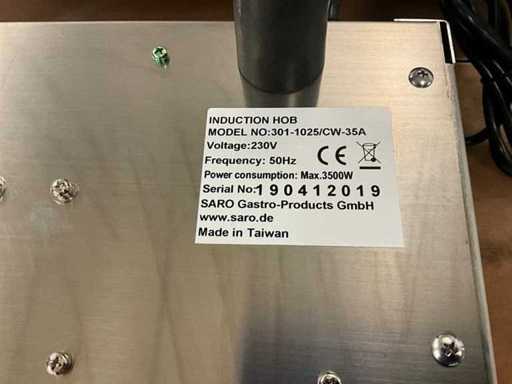 INDUCTION HOB
MODEL NO:301-1025/CW-35A
Voltage:230V
Frequency: 50Hz
CE
Power consumption: Max.3500W
Serial No:190412019
SARO Gastro-Products GmbH
www.saro.de
Made in Taiwan